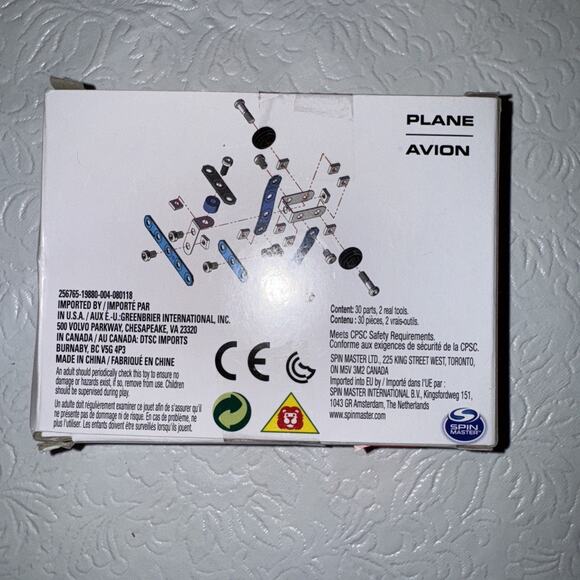 PLANE
AVION
256765-19880-004-080118
IMPORTED BY / IMPORTÉ PAR
IN U.S.A. / AUX É.-U.:GREENBRIER INTERNATIONAL, INC.
500 VOLVO PARKWAY, CHESAPEAKE, VA 23320
IN CANADA / AU CANADA: DTSC IMPORTS
BURNABY, BC V5G 4P3
MADE IN CHINA / FABRIQUÉ EN CHINE
An adult should periodically check this toy to ensure no
damage or hazards exist, if so, remove from use. Children
should be supervised during play.
Un adulte doit régulièrement examiner ce jouet afin de s'assurer qu'il
ne présente pas de dommage ni de risque. En cas de problème, ne
plus l'utiliser. Les enfants doivent être surveillés lorsqu'ils jouent.
CE
Content: 30 parts, 2 real tools.
Contenu : 30 pièces, 2 vrais-outils.
Meets CPSC Safety Requirements.
Conforme aux exigences de sécurité de la CPSC.
SPIN MASTER LTD., 225 KING STREET WEST, TORONTO,
ON M5V 3M2 CANADA
Imported into EU by / Importé dans l'UE par :
SPIN MASTER INTERNATIONAL B.V., Kingsfordweg 151,
1043 GR Amsterdam, The Netherlands
www.spinmaster.com
SPIN
MASTER